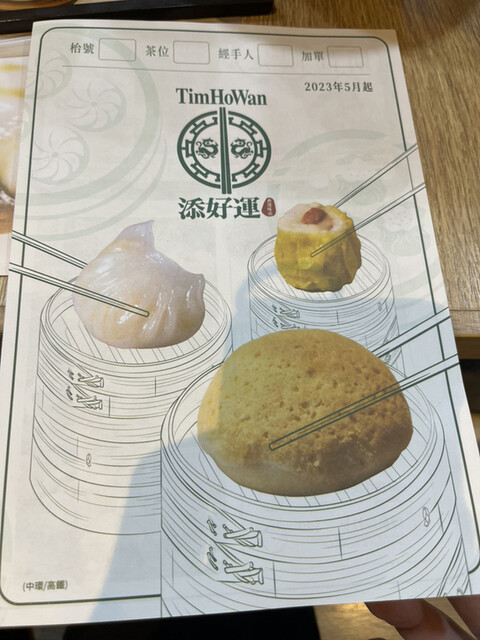 枱號 茶位 經手人 加單
2023年5月起
TimHoWan
添好運
(中環/高鐵)